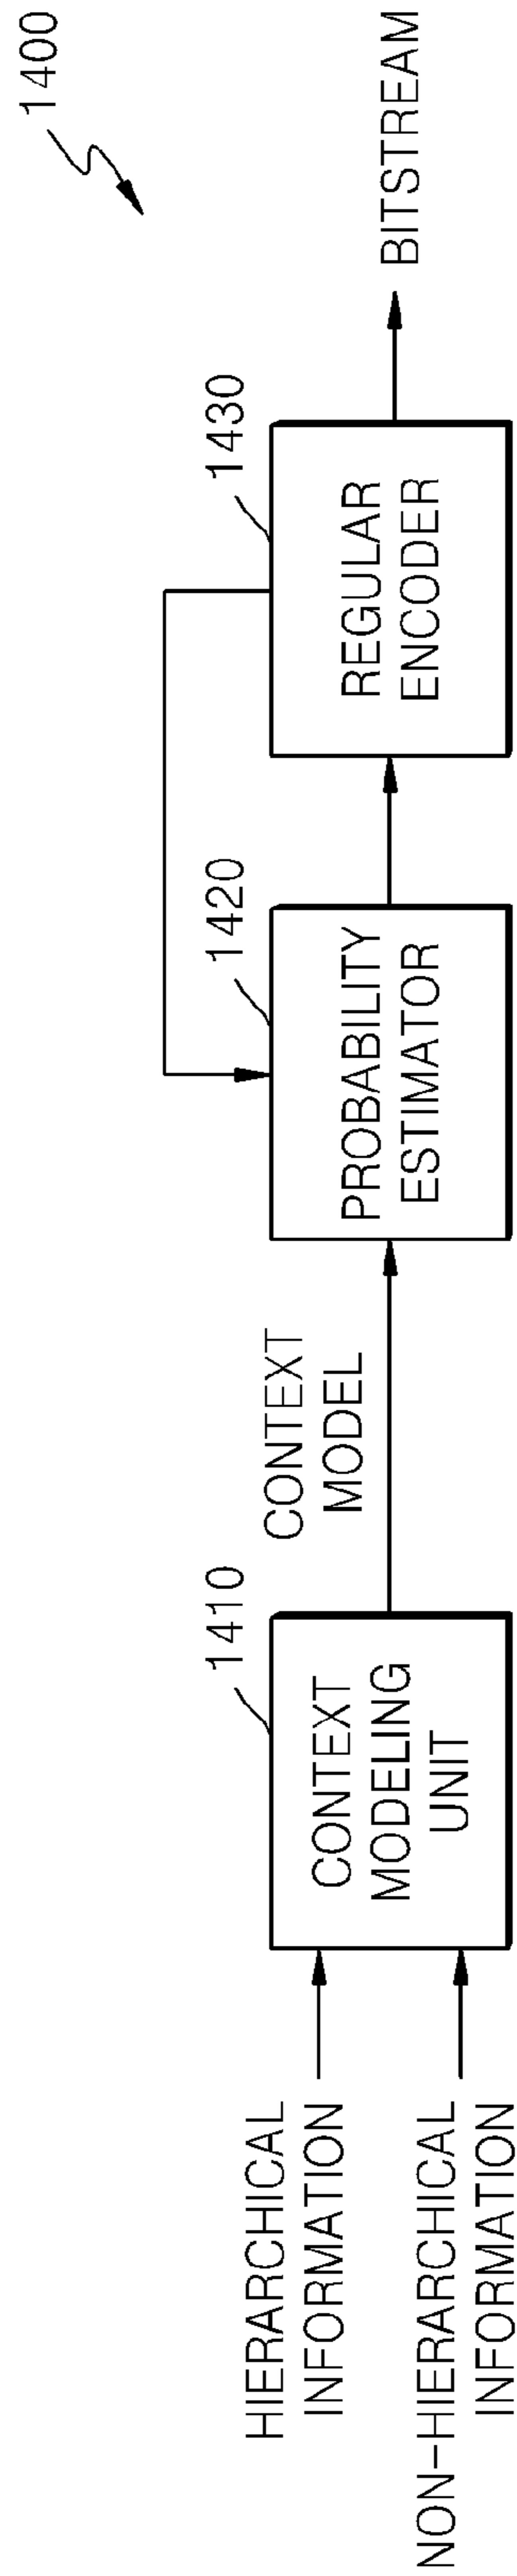 1400
HIERARCHICAL
INFORMATION
NON-HIERARCHICAL
INFORMATION
1410
CONTEXT
MODELING
UNIT
CONTEXT
MODEL
1420
PROBABILITY
ESTIMATOR
1430
REGULAR
ENCODER
BITSTREAM